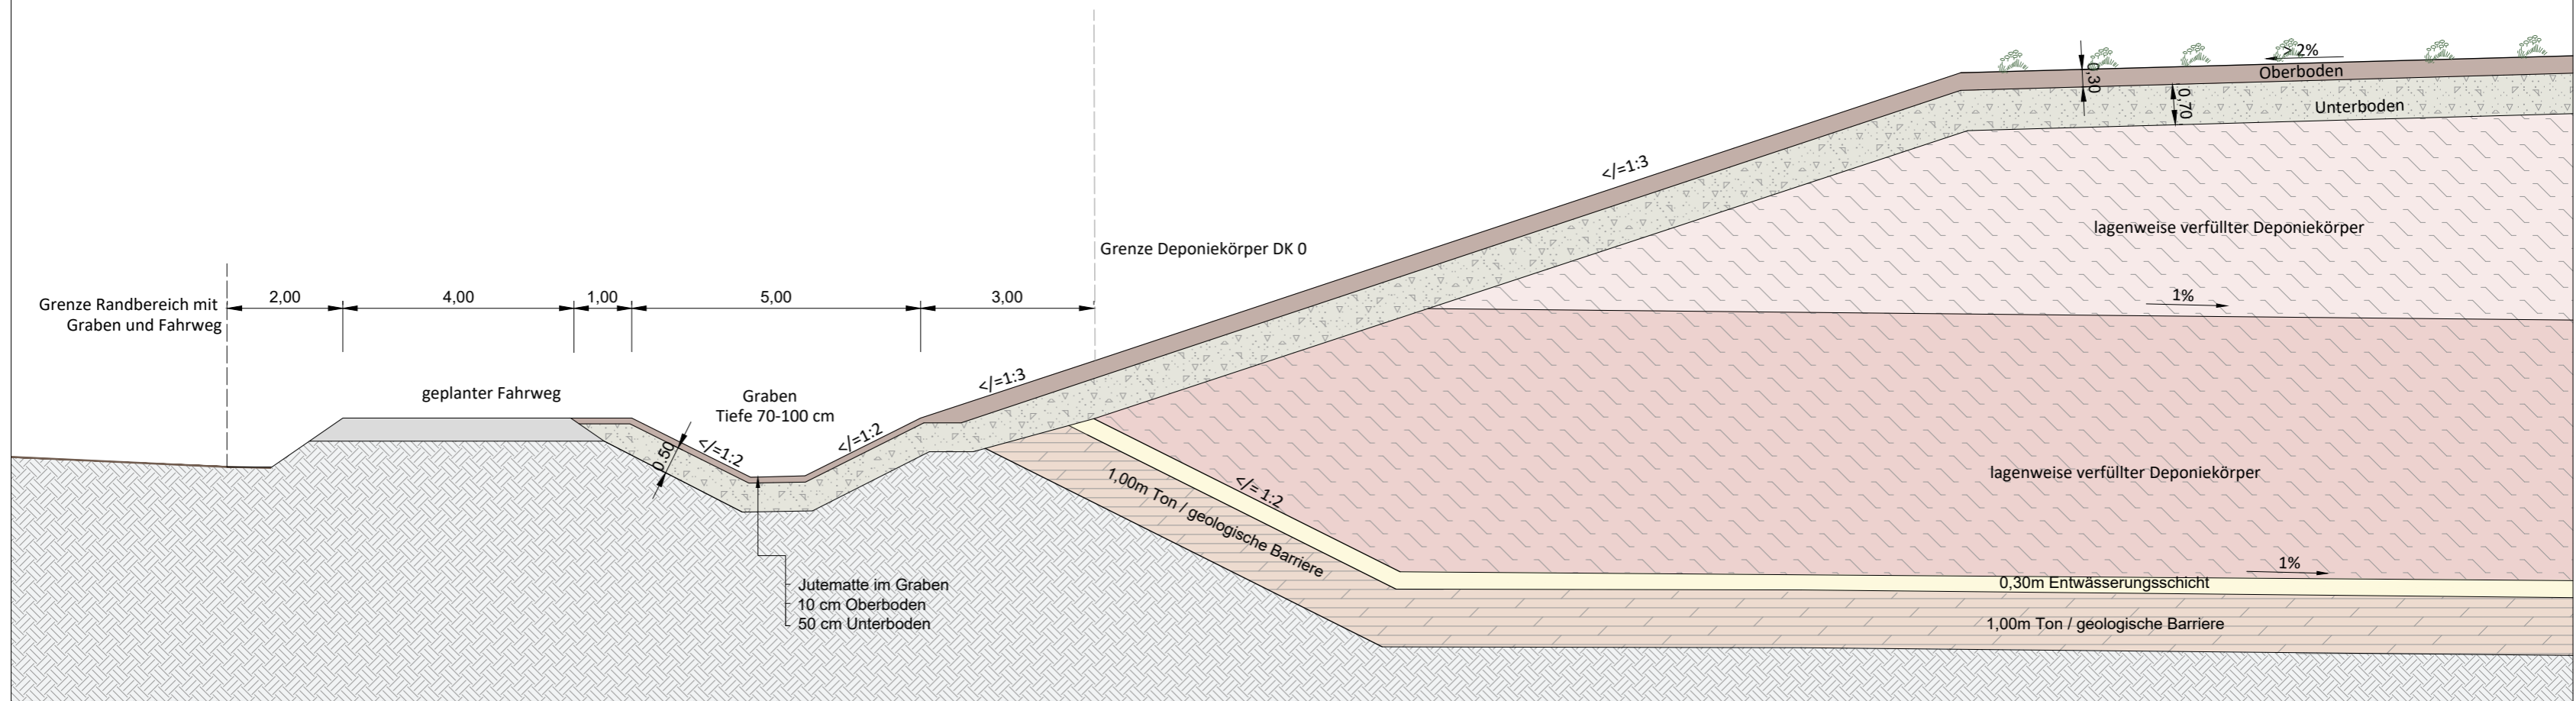 > 2%
Oberboden
0,30
0,70
Unterboden
</=1:3
lagenweise verfüllter Deponiekörper
Grenze Deponiekörper DK 0
Grenze Randbereich mit
Graben und Fahrweg
2,00
4,00
1,00
5,00
3,00
1%
</=1:3
geplanter Fahrweg
Graben
Tiefe 70-100 cm
0.50
</=1:2
</=1:2
1,00m Ton / geologische Barriere
</= 1:2
lagenweise verfüllter Deponiekörper
1%
Jutematte im Graben
10 cm Oberboden
50 cm Unterboden
0,30m Entwässerungsschicht
1,00m Ton / geologische Barriere